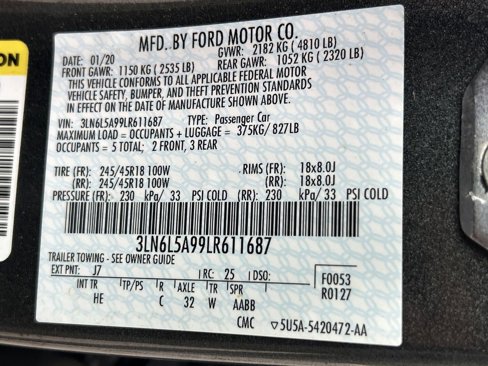 ON
MFD. BY FORD MOTOR CO.
DATE: 01/20 GVWR: 2182 KG ( 4810 LB)
FRONT GAWR: 1150 KG ( 2535 LB) REAR GAWR: 1052 KG ( 2320 LB)
THIS VEHICLE CONFORMS TO ALL APPLICABLE FEDERAL MOTOR
VEHICLE SAFETY, BUMPER, AND THEFT PREVENTION STANDARDS
IN EFFECT ON THE DATE OF MANUFACTURE SHOWN ABOVE.
VIN: 3LN6L5A99LR611687 TYPE: Passenger Car
MAXIMUM LOAD = OCCUPANTS + LUGGAGE = 375KG/ 827LB
OCCUPANTS = 5 TOTAL: 2 FRONT, 3 REAR
TIRE (FR): 245/45R18 100W RIMS (FR): 18x8.0J
(RR): 245/45R18 100W (RR): 18x8.0J
PRESSURE (FR): 230 kPa/ 33 PSI COLD (RR): 230 kPa/ 33 PSI COLD
3LN6L5A99LR611687
TRAILER TOWING - SEE OWNER GUIDE
EXT PNT: J7 RC: 25 DSO: F0053
INT TR TP/PS R AXLE TR SPR R0127
HE C 32 W AABB
CMC 5U5A-5420472-AA